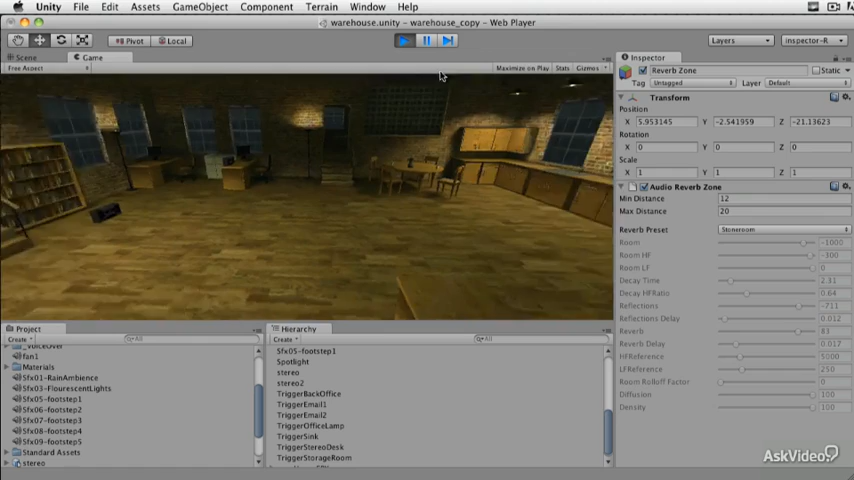 Unity File Edit Assets GameObject Component Terrain Window Help
warehouse.unity – warehouse_copy – Web Player
Pivot Local Layers inspector-R
Scene Game
Free Aspect Maximize on Play Stats Gizmos
Inspector
Reverb Zone Static
Tag Untagged Layer Default
Transform
Position
X 5.953145 Y -2.541959 Z -21.13623
Rotation
X 0 Y 0 Z 0
Scale
X 1 Y 1 Z 1
Audio Reverb Zone
Min Distance 12
Max Distance 20
Reverb Preset Stoneroom
Room -1000
Room HF -300
Room LF 0
Decay Time 2.31
Decay HFRatio 0.64
Reflections -711
Reflections Delay 0.012
Reverb 83
Reverb Delay 0.017
HFReference 5000
LFReference 250
Room Rolloff Factor 0
Diffusion 100
Density 100
Project
Create All
_VoiceOver
fan1
Materials
Sfx01-RainAmbience
Sfx03-FlourescentLights
Sfx05-footstep1
Sfx06-footstep2
Sfx07-footstep3
Sfx08-footstep4
Sfx09-footstep5
Standard Assets
stereo
Hierarchy
Create All
Sfx05-footstep1
Spotlight
stereo
stereo2
TriggerBackOffice
TriggerEmail1
TriggerEmail2
TriggerOfficeLamp
TriggerSink
TriggerStereoDesk
TriggerStorageRoom
AskVideo